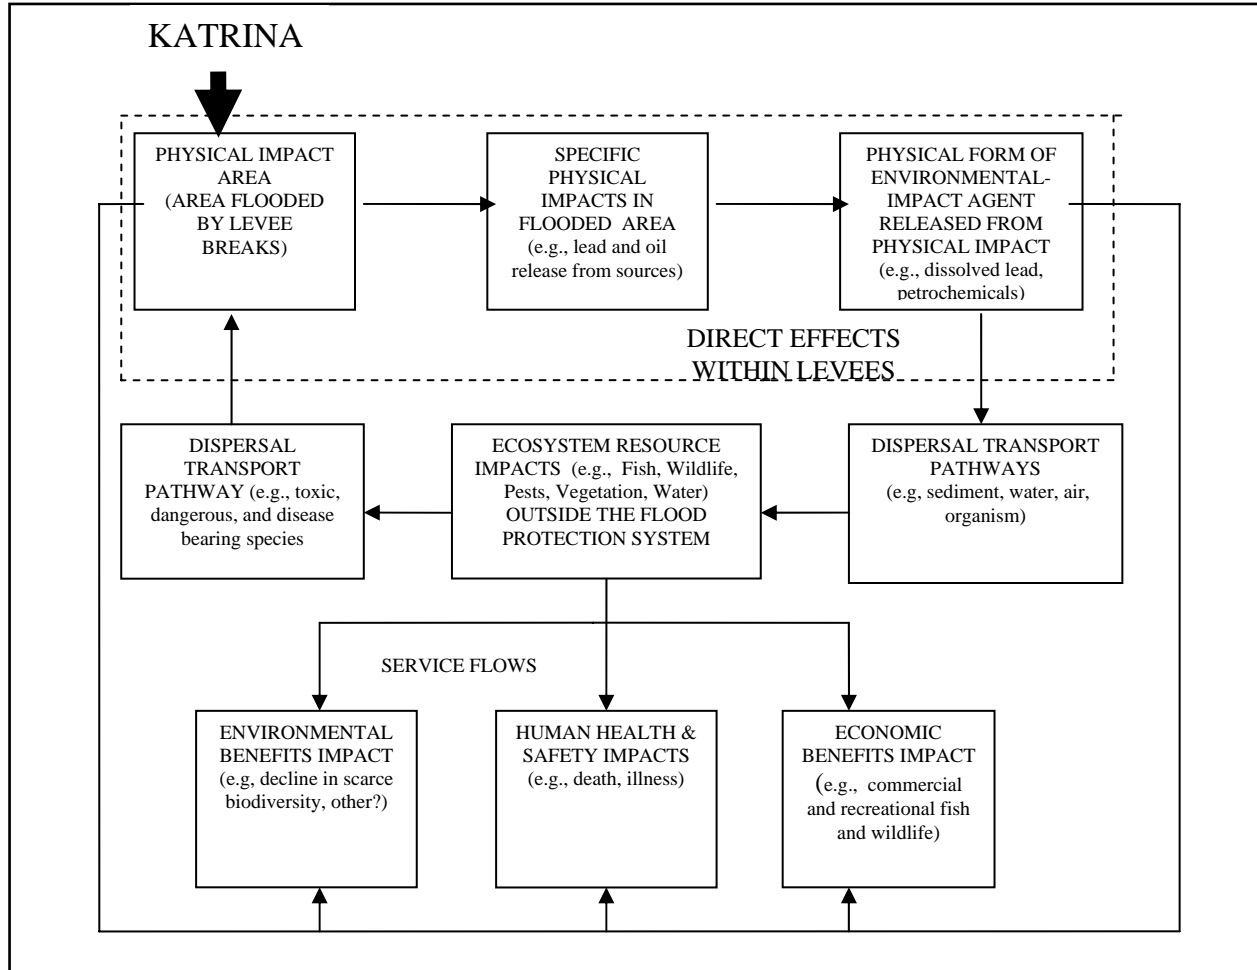 KATRINA
PHYSICAL IMPACT
AREA
(AREA FLOODED
BY LEVEE
BREAKS)
SPECIFIC
PHYSICAL
IMPACTS IN
FLOODED AREA
(e.g., lead and oil
release from sources)
PHYSICAL FORM OF
ENVIRONMENTAL-
IMPACT AGENT
RELEASED FROM
PHYSICAL IMPACT
(e.g., dissolved lead,
petrochemicals)
DIRECT EFFECTS
WITHIN LEVEES
DISPERSAL
TRANSPORT
PATHWAY (e.g., toxic,
dangerous, and disease
bearing species
ECOSYSTEM RESOURCE
IMPACTS (e.g., Fish, Wildlife,
Pests, Vegetation, Water)
OUTSIDE THE FLOOD
PROTECTION SYSTEM
DISPERSAL TRANSPORT
PATHWAYS
(e.g, sediment, water, air,
organism)
SERVICE FLOWS
ENVIRONMENTAL
BENEFITS IMPACT
(e.g, decline in scarce
biodiversity, other?)
HUMAN HEALTH &
SAFETY IMPACTS
(e.g., death, illness)
ECONOMIC
BENEFITS IMPACT
(e.g., commercial
and recreational fish
and wildlife)